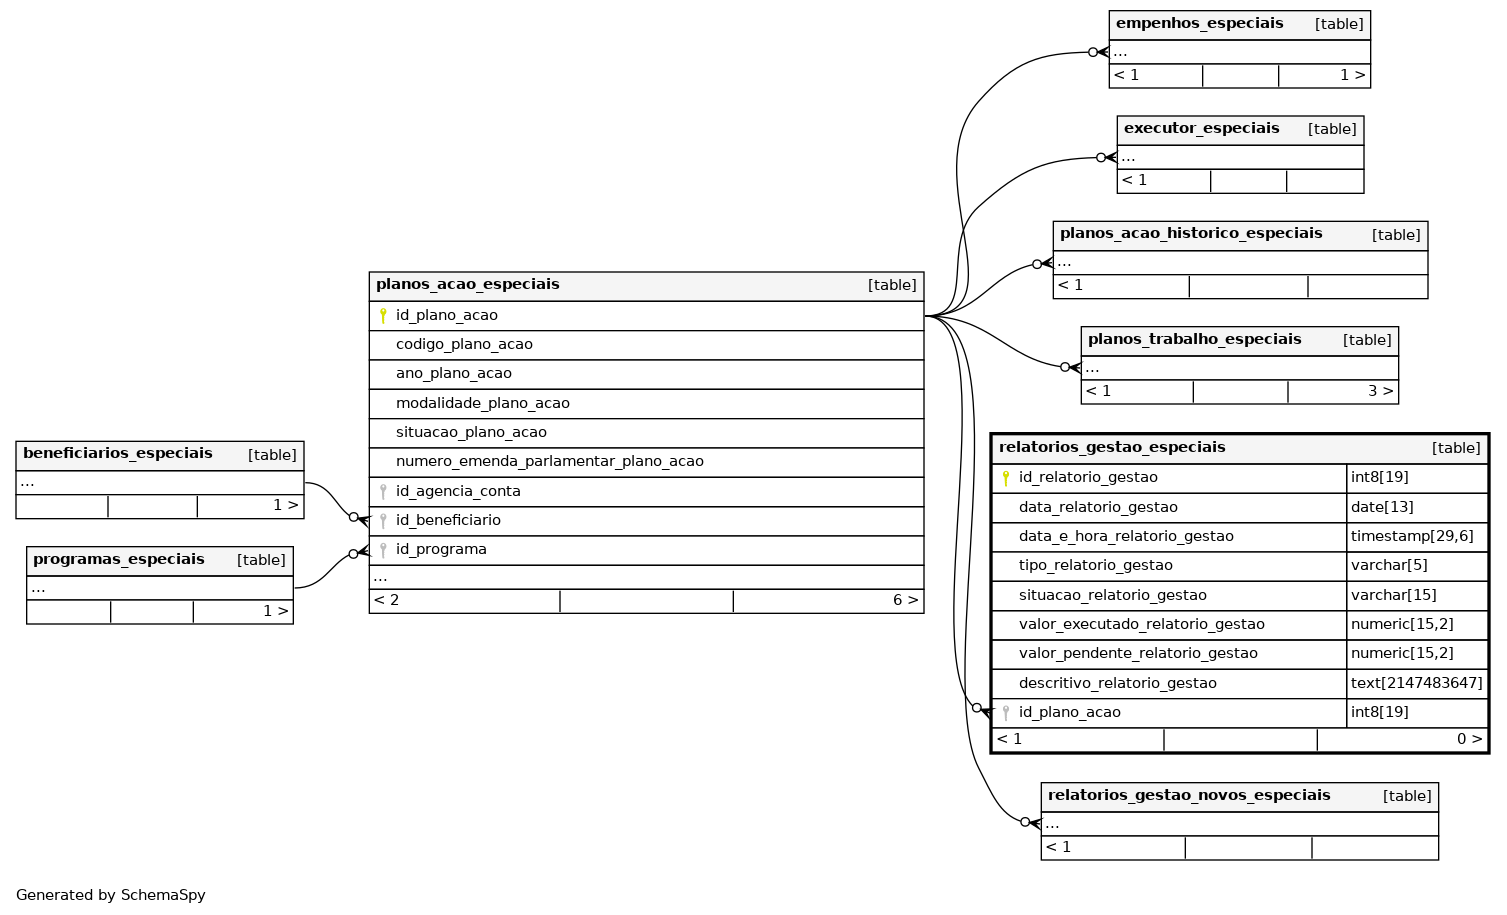 empenhos_especiais [table]
...
< 1 1 >
executor_especiais [table]
...
< 1
planos_acao_historico_especiais [table]
...
< 1
planos_acao_especiais [table]
id_plano_acao
codigo_plano_acao
ano_plano_acao
modalidade_plano_acao
situacao_plano_acao
numero_emenda_parlamentar_plano_acao
id_agencia_conta
id_beneficiario
id_programa
...
< 2 6 >
planos_trabalho_especiais [table]
...
< 1 3 >
beneficiarios_especiais [table]
...
1 >
programas_especiais [table]
...
1 >
relatorios_gestao_especiais [table]
id_relatorio_gestao int8[19]
data_relatorio_gestao date[13]
data_e_hora_relatorio_gestao timestamp[29,6]
tipo_relatorio_gestao varchar[5]
situacao_relatorio_gestao varchar[15]
valor_executado_relatorio_gestao numeric[15,2]
valor_pendente_relatorio_gestao numeric[15,2]
descritivo_relatorio_gestao text[2147483647]
id_plano_acao int8[19]
< 1 0 >
relatorios_gestao_novos_especiais [table]
...
< 1
Generated by SchemaSpy